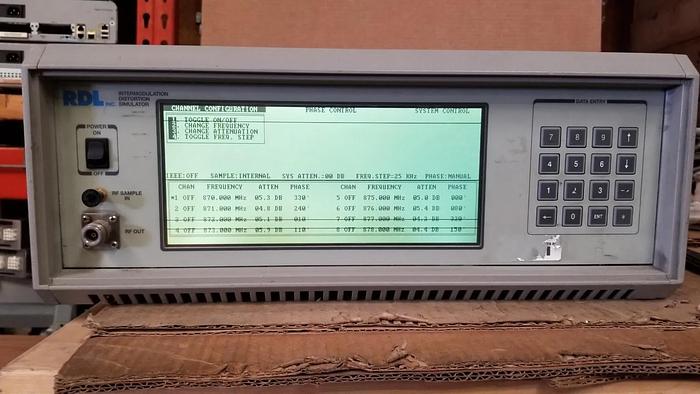 RDL INC. INTERMODULATION
DISTORTION
SIMULATOR
POWER
ON
OFF
RF SAMPLE
IN
RF OUT
CHANNEL CONFIGURATION PHASE CONTROL SYSTEM CONTROL
1. TOGGLE ON/OFF
2. CHANGE FREQUENCY
3. CHANGE ATTENUATION
4. TOGGLE FREQ. STEP
IEEE:OFF SAMPLE:INTERNAL SYS ATTEN.:00 DB FREQ.STEP:25 KHz PHASE:MANUAL
CHAN FREQUENCY ATTEN PHASE CHAN FREQUENCY ATTEN PHASE
*1 OFF 870.000 MHz 05.3 DB 330° 5 OFF 875.000 MHz 05.0 DB 000°
2 OFF 871.000 MHz 04.8 DB 240° 6 OFF 876.000 MHz 05.4 DB 080°
3 OFF 872.000 MHz 05.1 DB 010° 7 OFF 877.000 MHz 04.3 DB 220°
4 OFF 873.000 MHz 05.9 DB 110° 8 OFF 878.000 MHz 04.4 DB 150°
DATA ENTRY
7 8 9 ↑
4 5 6 ↓
1 2 3
← 0 ENT